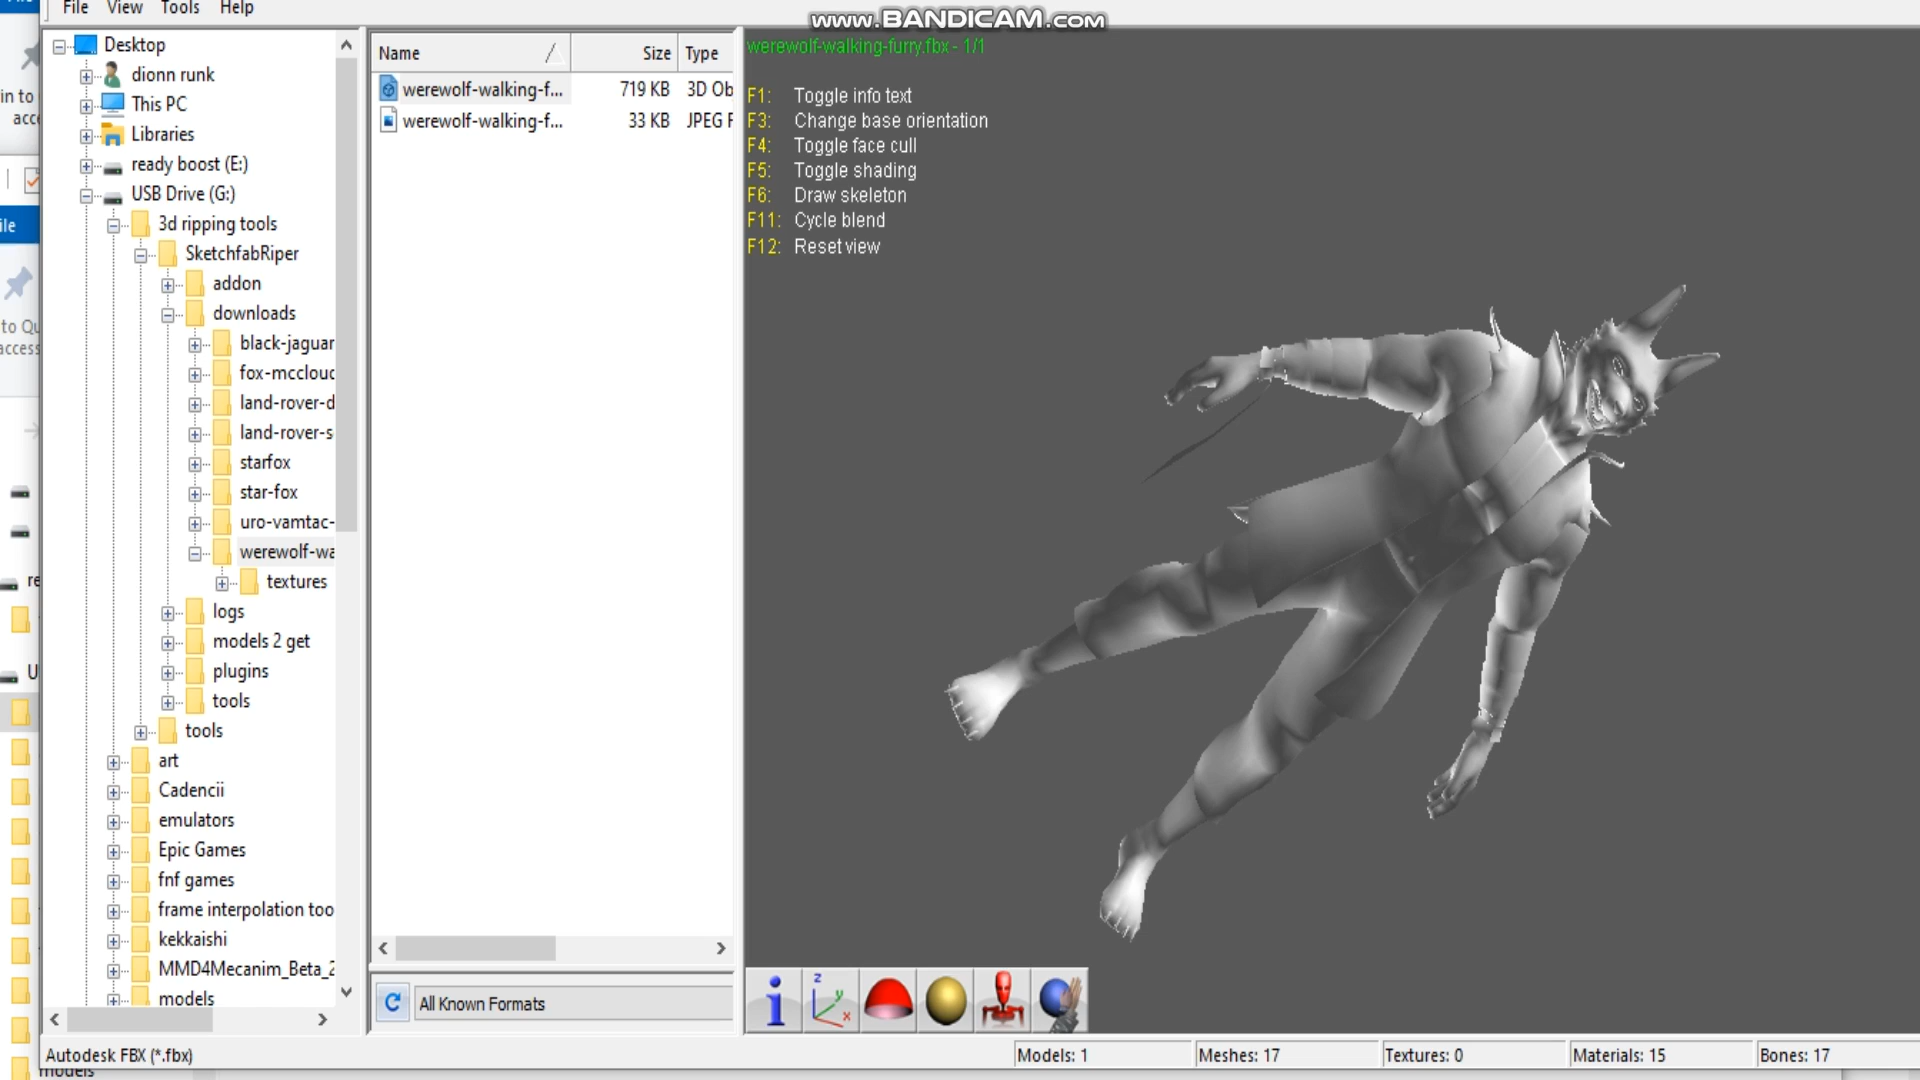 File View Tools Help
www.BANDICAM.com
Desktop
dionn runk
This PC
Libraries
ready boost (E:)
USB Drive (G:)
3d ripping tools
SketchfabRiper
addon
downloads
black-jaguar
fox-mccloud
land-rover-d
land-rover-s
starfox
star-fox
uro-vamtac-
werewolf-wa
textures
logs
models 2 get
plugins
tools
tools
art
Cadencii
emulators
Epic Games
fnf games
frame interpolation too
kekkaishi
MMD4Mecanim_Beta_2
models
Name Size Type
werewolf-walking-f... 719 KB 3D Ob
werewolf-walking-f... 33 KB JPEG F
All Known Formats
werewolf-walking-furry.fbx - 1/1
F1: Toggle info text
F3: Change base orientation
F4: Toggle face cull
F5: Toggle shading
F6: Draw skeleton
F11: Cycle blend
F12: Reset view
Autodesk FBX (*.fbx)
Models: 1
Meshes: 17
Textures: 0
Materials: 15
Bones: 17
models